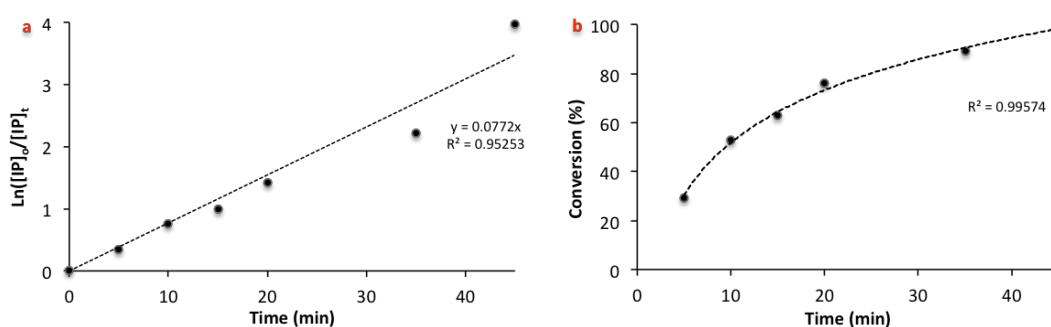 a
Ln([IP]o/[IP]t
4
3
2
1
0
y = 0.0772x
R² = 0.95253
0
10
20
30
40
Time (min)
b
Conversion (%)
100
80
60
40
20
0
R² = 0.99574
0
10
20
30
40
Time (min)